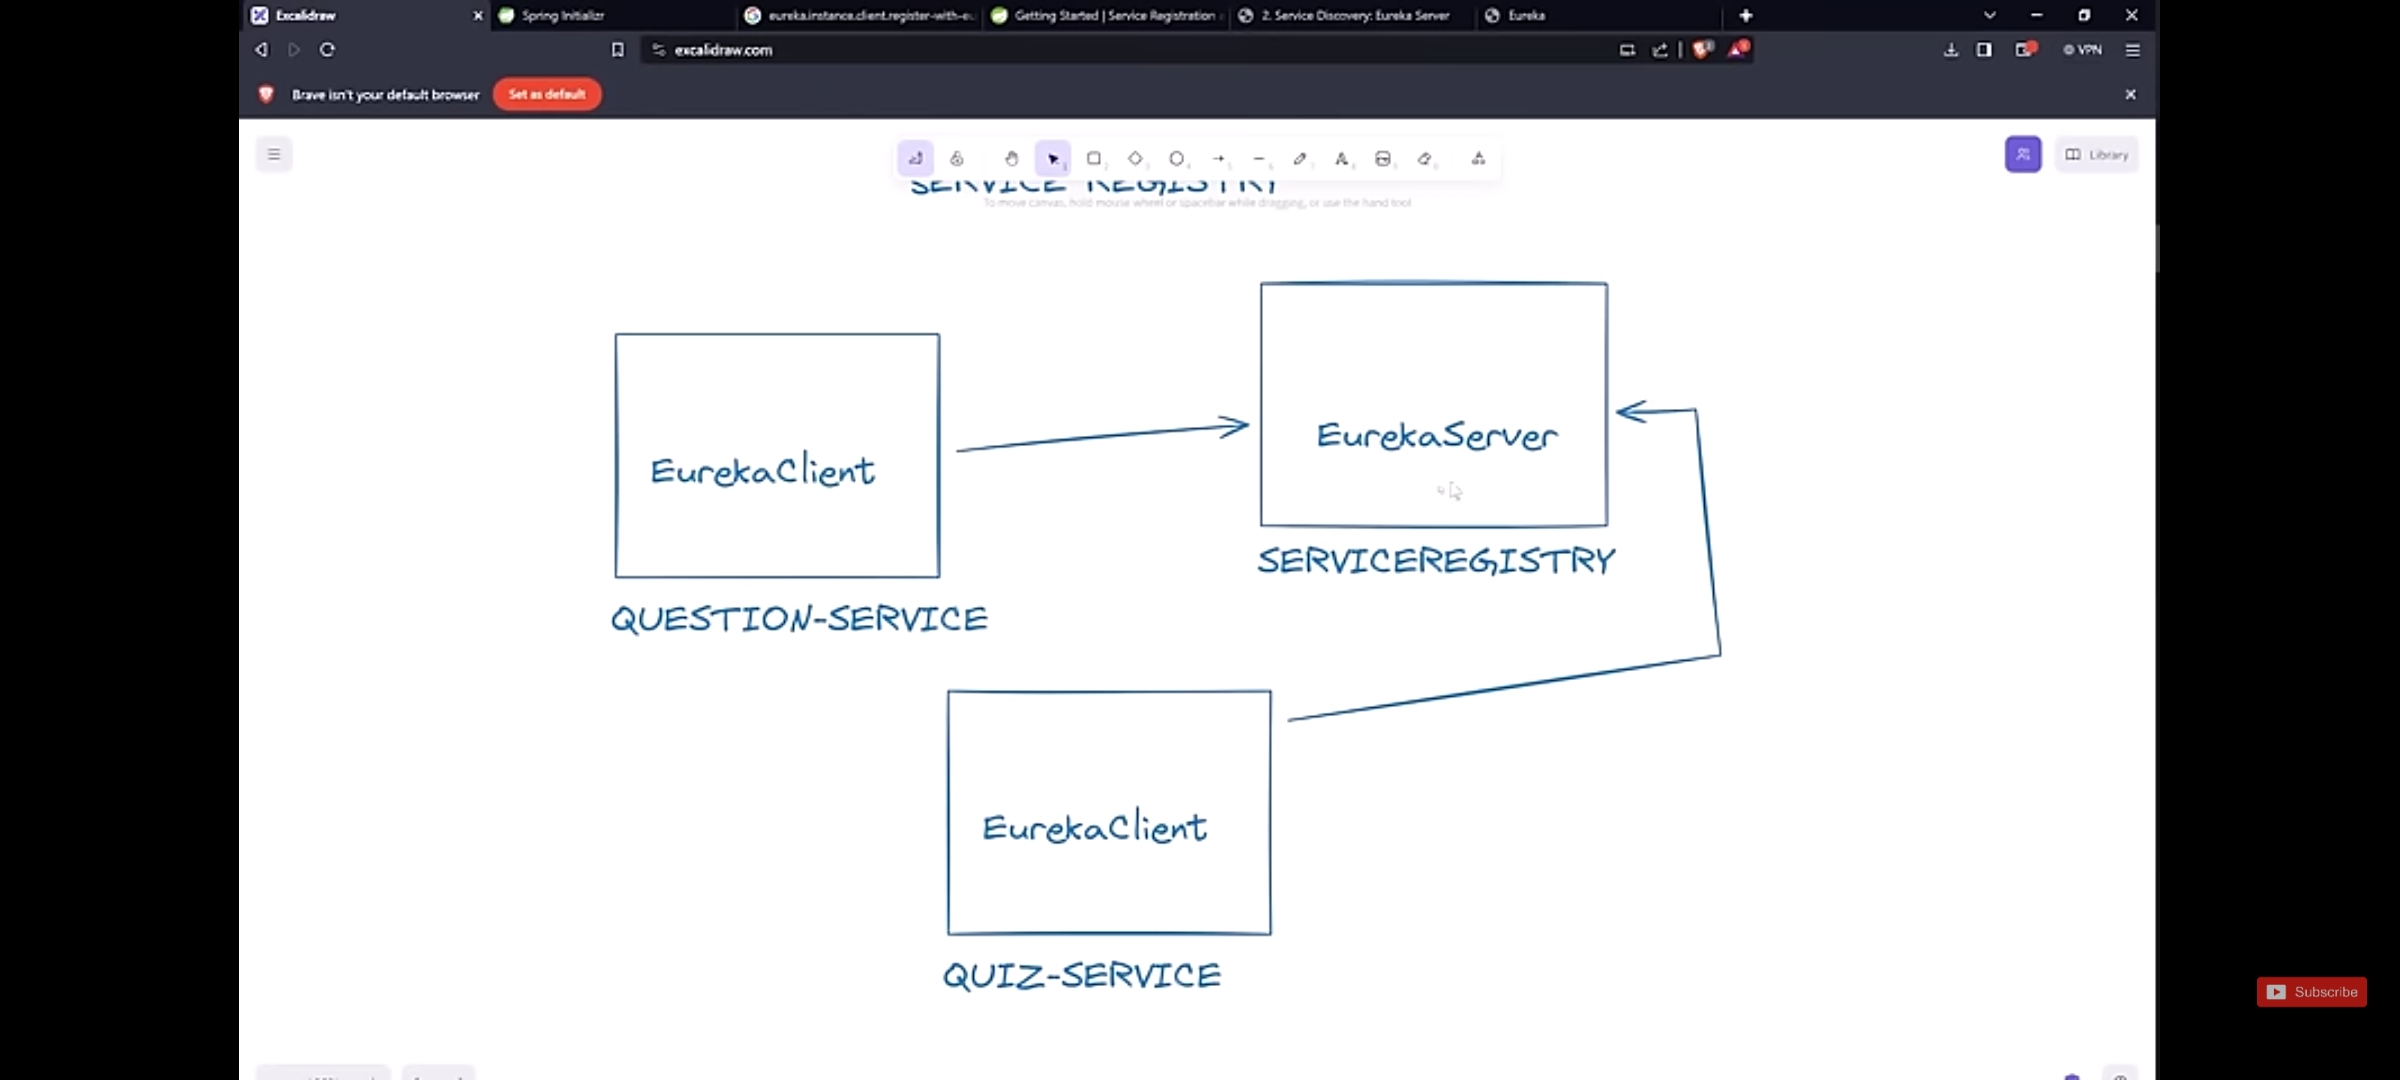 Excalidraw
Spring Initializr
eureka.instance.client.register-with-eu
Getting Started | Service Registration
2. Service Discovery: Eureka Server
Eureka
excalidraw.com
VPN
Brave isn't your default browser
Set as default
Library
SERVICE REGISTRY
To move canvas, hold mouse wheel or spacebar while dragging, or use the hand tool
EurekaServer
EurekaClient
SERVICEREGISTRY
QUESTION-SERVICE
EurekaClient
QUIZ-SERVICE
Subscribe